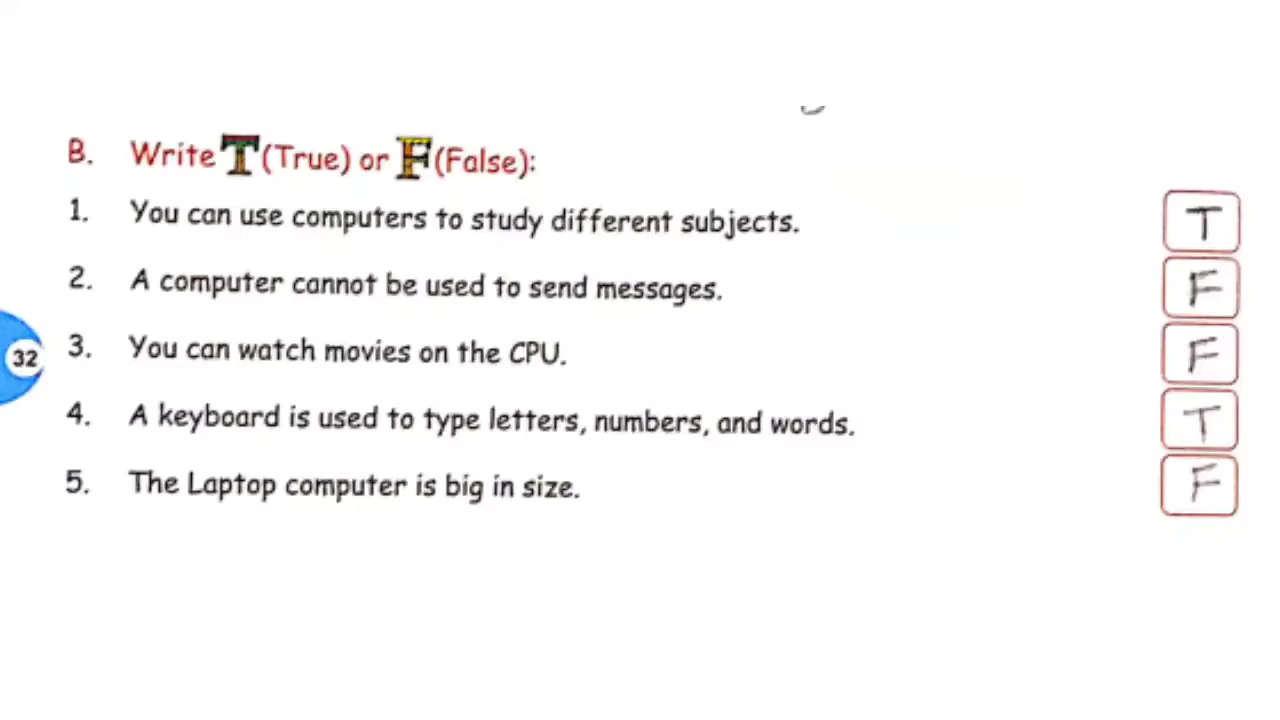 B. Write T (True) or F (False):
1. You can use computers to study different subjects. T
2. A computer cannot be used to send messages. F
32
3. You can watch movies on the CPU. F
4. A keyboard is used to type letters, numbers, and words. T
5. The Laptop computer is big in size. F